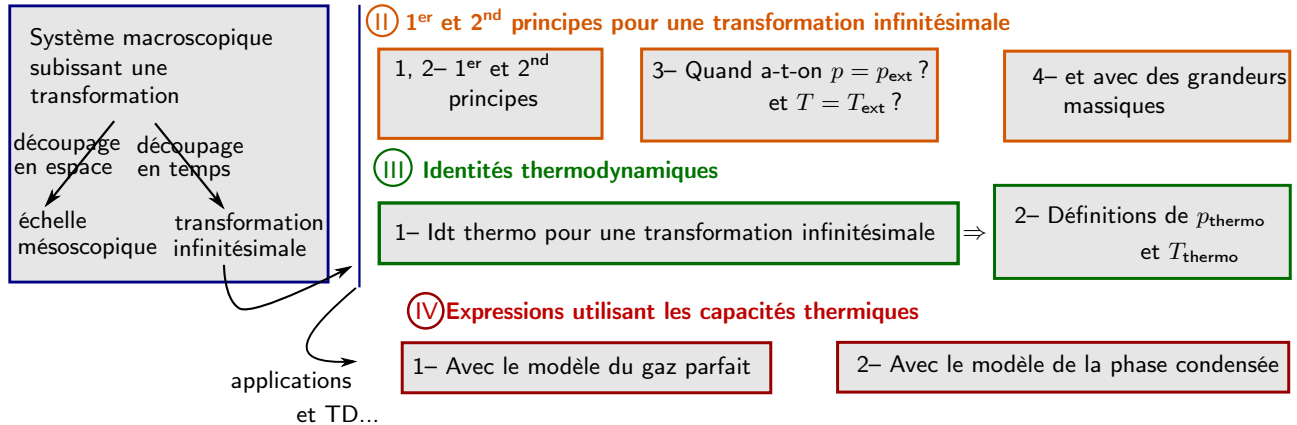 Système macroscopique
subissant une
transformation
découpage
en espace
découpage
en temps
échelle
mésoscopique
transformation
infinitésimale
II 1er et 2nd principes pour une transformation infinitésimale
1, 2– 1er et 2nd
principes
3– Quand a-t-on p = pext ?
et T = Text ?
4– et avec des grandeurs
massiques
III Identités thermodynamiques
1– Idt thermo pour une transformation infinitésimale
⇒
2– Définitions de pthermo
et Tthermo
IV Expressions utilisant les capacités thermiques
1– Avec le modèle du gaz parfait
2– Avec le modèle de la phase condensée
applications
et TD...